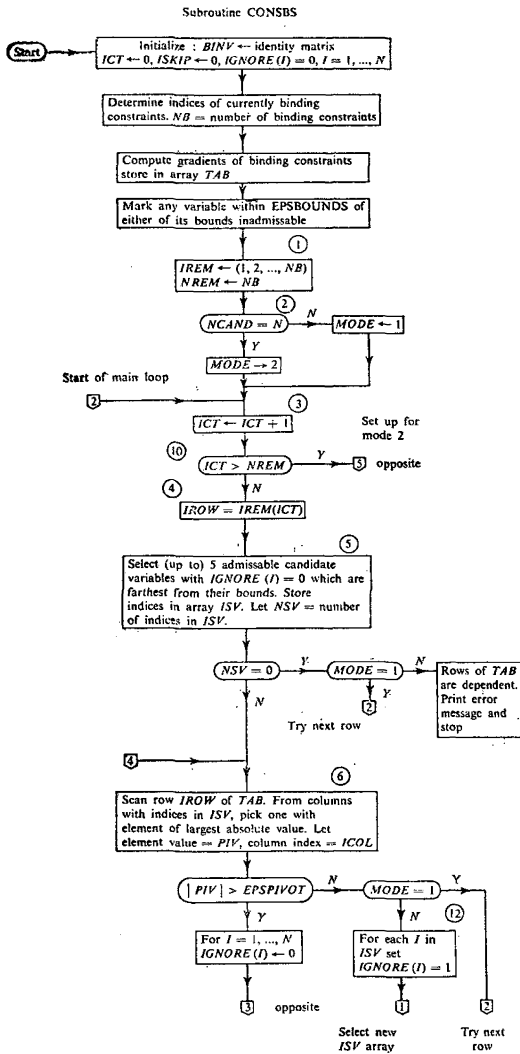 Subroutine CONSBS
Start
Initialize : BINV ← identity matrix
ICT ← 0, ISKIP ← 0, IGNORE (I) = 0, I = 1, ..., N
Determine indices of currently binding
constraints. NB = number of binding constraints
Compute gradients of binding constraints
store in array TAB
Mark any variable within EPSBOUNDS of
either of its bounds inadmissable
1
IREM ← (1, 2, ..., NB)
NREM ← NB
2
NCAND = N
N
MODE ← 1
Y
MODE → 2
Start of main loop
2
3
ICT ← ICT + 1
Set up for
mode 2
10
ICT > NREM
Y
5
opposite
N
4
IROW = IREM(ICT)
5
Select (up to) 5 admissable candidate
variables with IGNORE (I) = 0 which are
farthest from their bounds. Store
indices in array ISV. Let NSV = number
of indices in ISV.
NSV = 0
Y
MODE = 1
N
Rows of TAB
are dependent.
Print error
message and
stop
Y
2
N
Try next row
4
6
Scan row IROW of TAB. From columns
with indices in ISV, pick one with
element of largest absolute value. Let
element value = PIV, column index = ICOL
| PIV | > EPSPIVOT
N
MODE = 1
Y
Y
N
12
For I = 1, ..., N
IGNORE (I) ← 0
For each I in
ISV set
IGNORE (I) = 1
3
opposite
1
2
Select new
ISV array
Try next
row